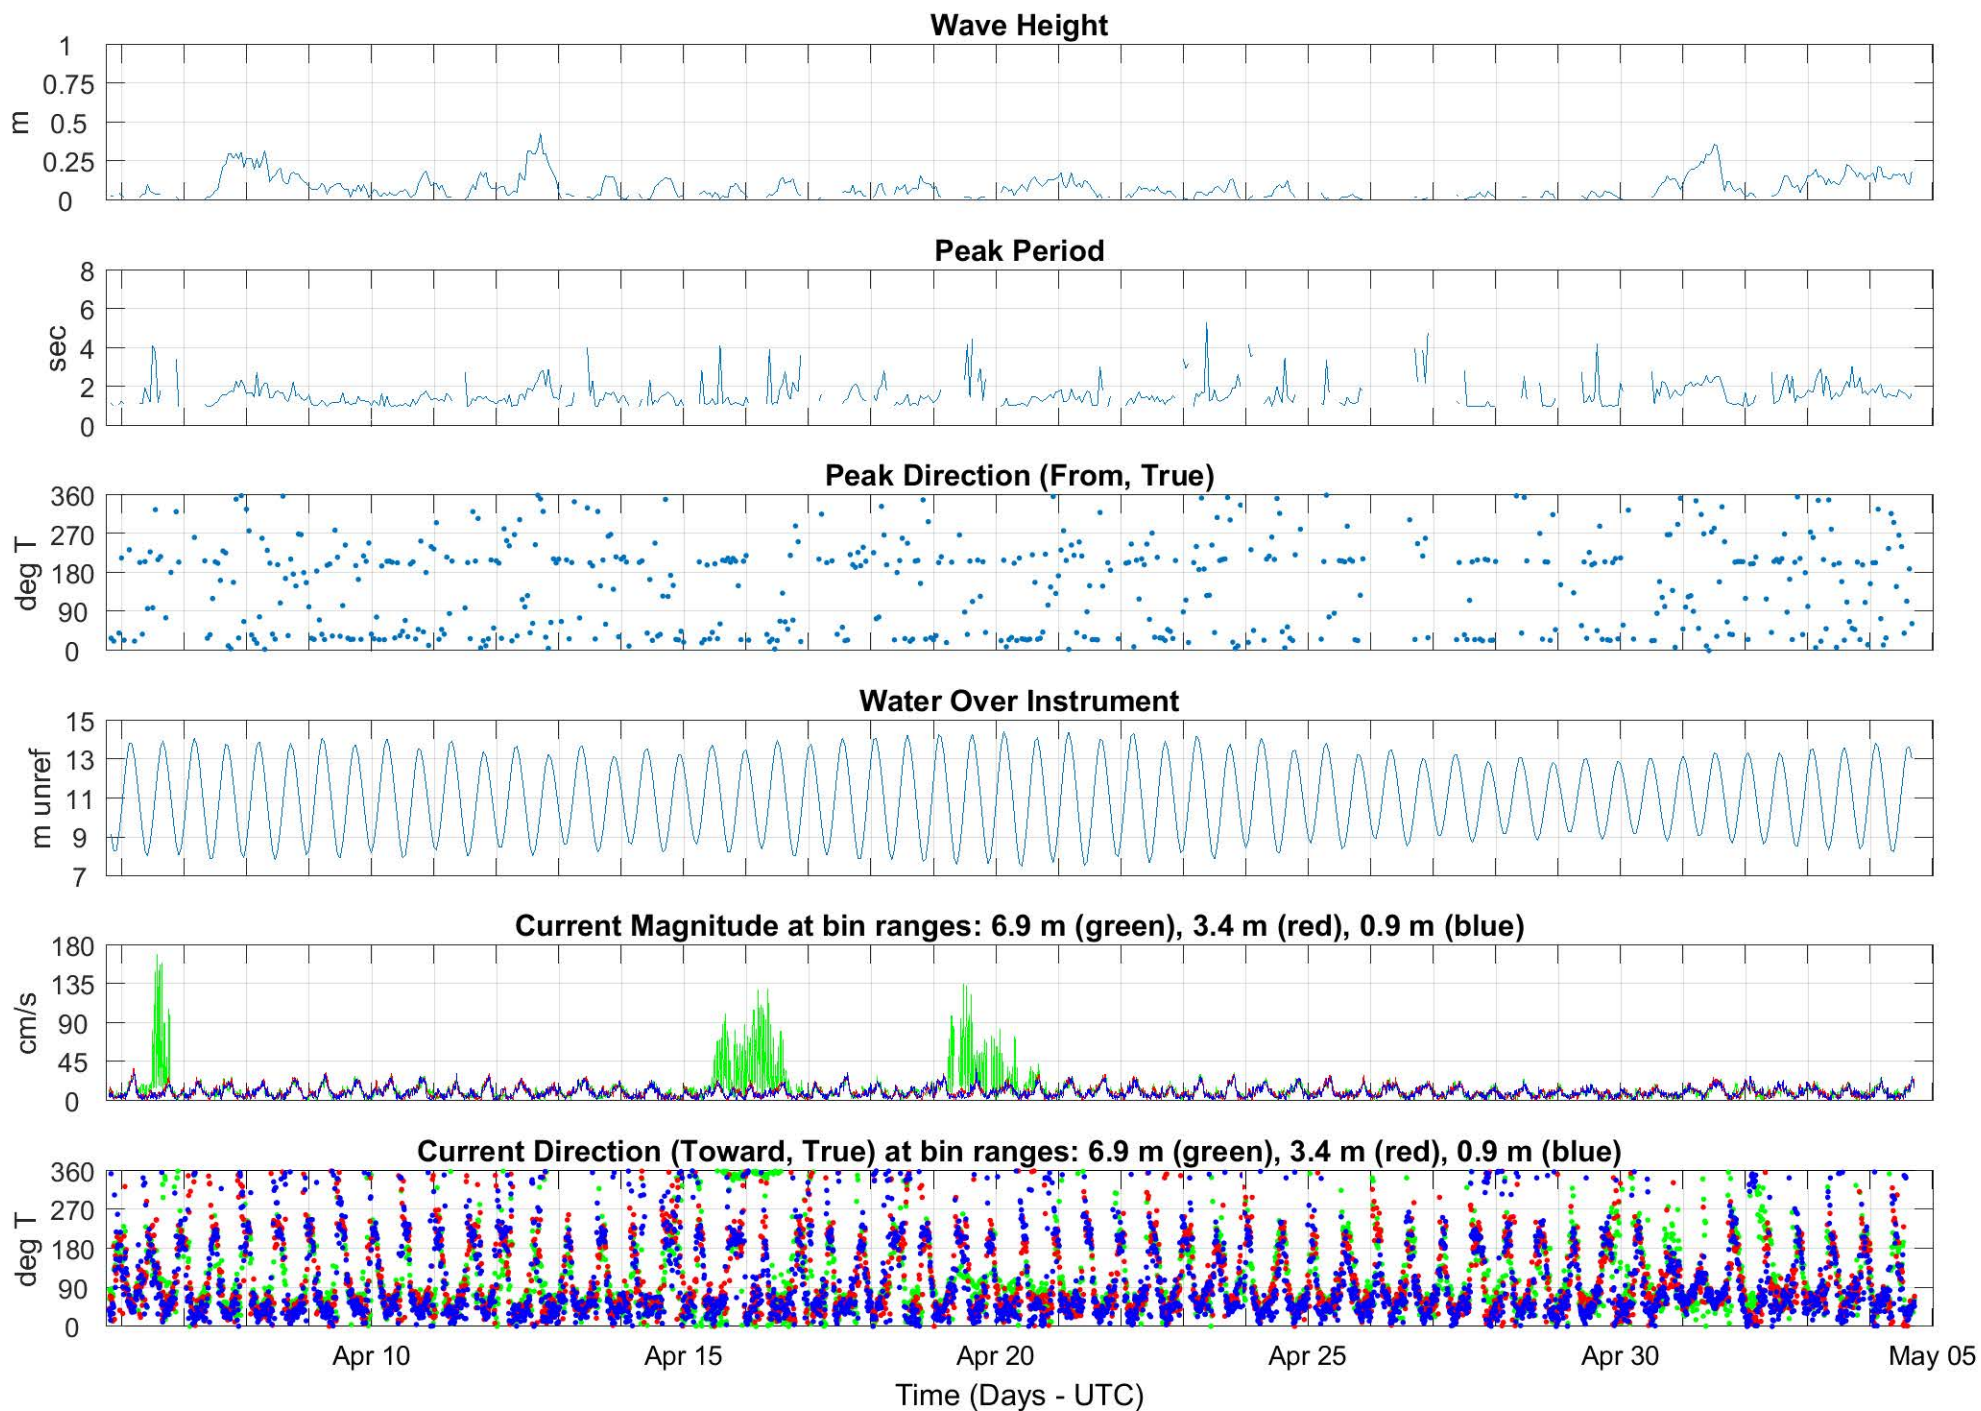 Wave Height
1
0.75
0.5
0.25
0
m
Peak Period
8
6
4
2
0
sec
Peak Direction (From, True)
360
270
180
90
0
deg T
Water Over Instrument
15
13
11
9
7
m unref
Current Magnitude at bin ranges: 6.9 m (green), 3.4 m (red), 0.9 m (blue)
180
135
90
45
0
cm/s
Current Direction (Toward, True) at bin ranges: 6.9 m (green), 3.4 m (red), 0.9 m (blue)
360
270
180
90
0
deg T
Apr 10 Apr 15 Apr 20 Apr 25 Apr 30 May 05
Time (Days - UTC)